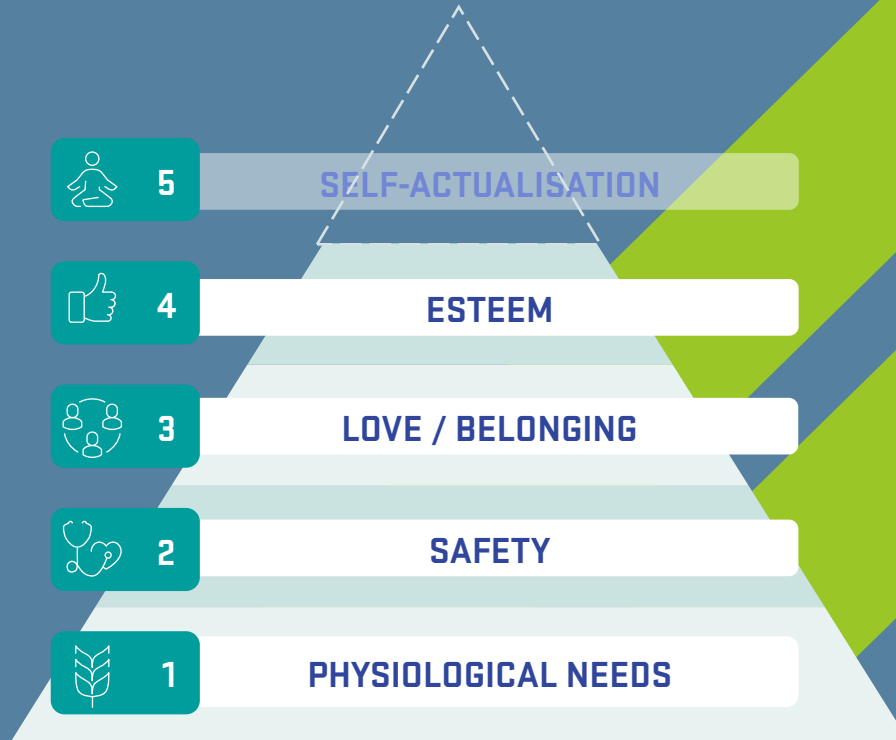 5 SELF-ACTUALISATION
4 ESTEEM
3 LOVE / BELONGING
2 SAFETY
1 PHYSIOLOGICAL NEEDS